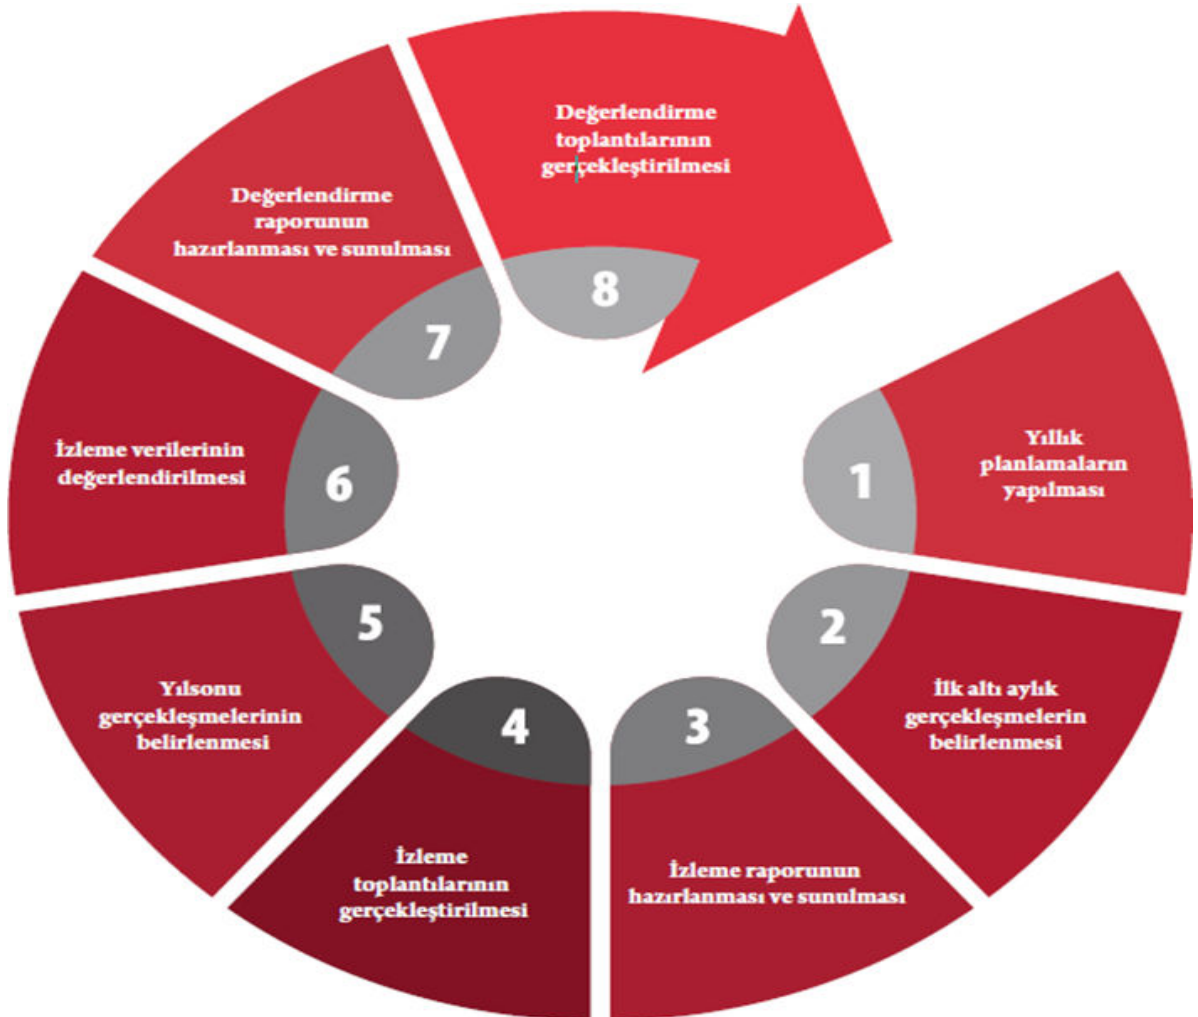 1
Yıllık
planlamaların
yapılması
2
İlk altı aylık
gerçekleşmelerin
belirlenmesi
3
İzleme raporunun
hazırlanması ve sunulması
4
İzleme
toplantılarının
gerçekleştirilmesi
5
Yılsonu
gerçekleşmelerinin
belirlenmesi
6
İzleme verilerinin
değerlendirilmesi
7
Değerlendirme
raporunun
hazırlanması ve sunulması
8
Değerlendirme
toplantılarının
gerçekleştirilmesi